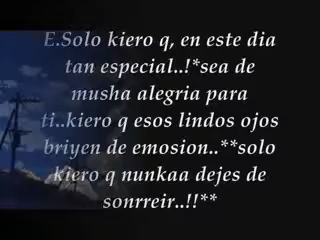 E.Solo kiero q, en este dia
tan especial..!*sea de
musha alegria para
ti..kiero q esos lindos ojos
briyen de emosion..**solo
kiero q nunkaa dejes de
sonrreir..!!**